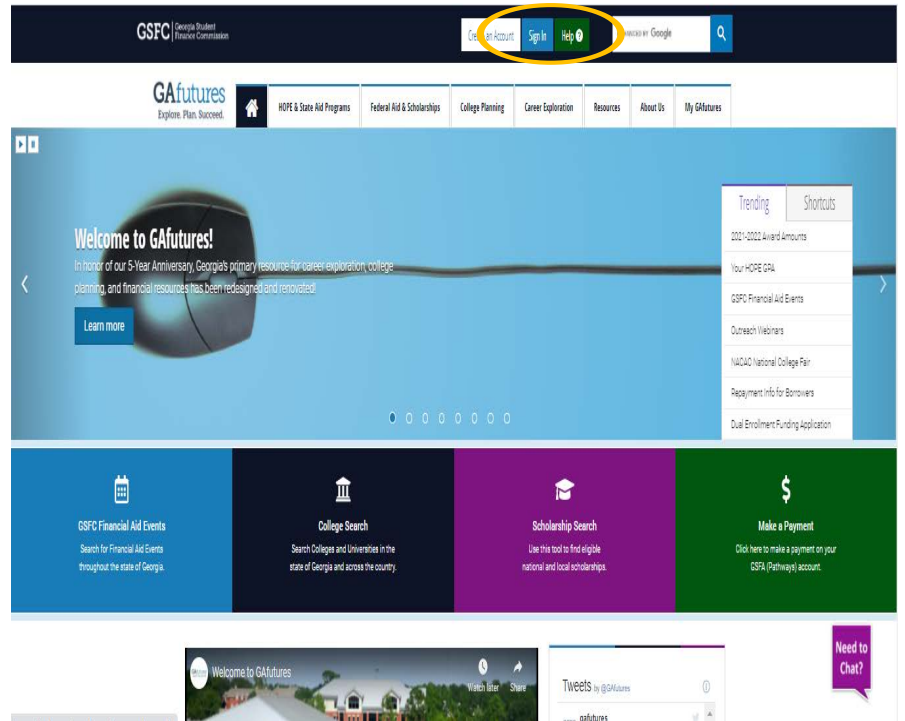 GSFC Georgia Student
Finance Commission
an Account
Sign In
Help ?
BY Google
GAfutures
Explore. Plan. Succeed.
HOPE & State Aid Programs
Federal Aid & Scholarships
College Planning
Career Exploration
Resources
About Us
My GAfutures
Welcome to GAfutures!
In honor of our 5-Year Anniversary, Georgia's primary resource for career exploration, college
planning, and financial resources has been redesigned and renovated!
Learn more
Trending
Shortcuts
2021-2022 Award Amounts
Your HOPE GPA
GSFC Financial Aid Events
Outreach Webinars
NACAC National College Fair
Repayment Info for Borrowers
Dual Enrollment Funding Application
GSFC Financial Aid Events
Search for Financial Aid Events
throughout the state of Georgia.
College Search
Search Colleges and Universities in the
state of Georgia and across the country.
Scholarship Search
Use this tool to find eligible
national and local scholarships.
$
Make a Payment
Click here to make a payment on your
GSFA (Pathways) account.
Need to
Chat?
Welcome to GAfutures
Watch later
Share
Tweets by @GAfutures
gafutures